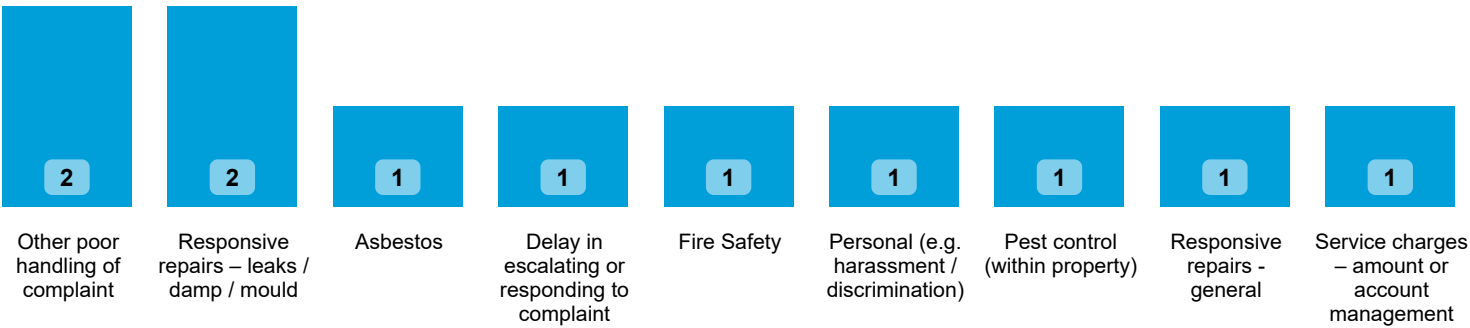 2
2
1
1
1
1
1
1
1
Other poor
handling of
complaint
Responsive
repairs – leaks /
damp / mould
Asbestos
Delay in
escalating or
responding to
complaint
Fire Safety
Personal (e.g.
harassment /
discrimination)
Pest control
(within property)
Responsive
repairs -
general
Service charges
– amount or
account
management